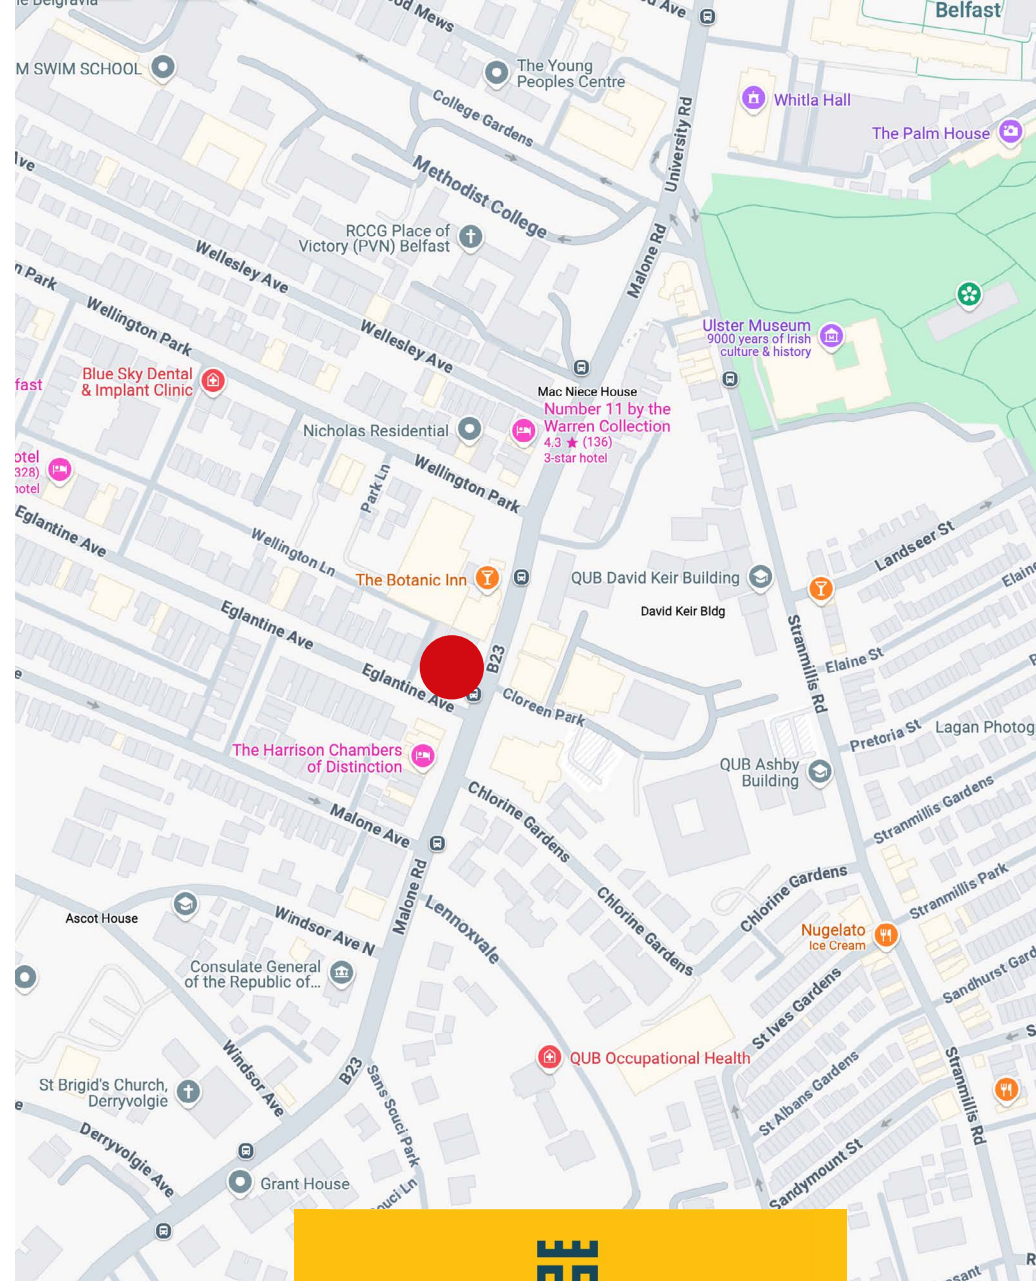 Belfast
M SWIM SCHOOL
The Young
Peoples Centre
Whitla Hall
The Palm House
College Gardens
University Rd
Methodist College
RCCG Place of
Victory (PVN) Belfast
Malone Rd
Wellesley Ave
Wellington Park
Wellesley Ave
Ulster Museum
9000 years of Irish
culture & history
Blue Sky Dental
& Implant Clinic
Mac Niece House
Number 11 by the
Warren Collection
4.3 ★ (136)
3-star hotel
Nicholas Residential
Wellington Park
Park Ln
328)
Eglantine Ave
Wellington Ln
The Botanic Inn
QUB David Keir Building
David Keir Bldg
Landseer St
Eglantine Ave
Eglantine Ave
B23
Cloreen Park
Stranmillis Rd
Elaine St
Pretoria St
Lagan Photog
The Harrison Chambers
of Distinction
QUB Ashby
Building
Malone Ave
Chlorine Gardens
Stranmillis Gardens
Stranmillis Park
Malone Rd
Lennoxvale
Chlorine Gardens
Chlorine Gardens
Ascot House
Windsor Ave N
Nugelato
Ice Cream
Consulate General
of the Republic of...
Sandhurst Gard
St Ives Gardens
QUB Occupational Health
Windsor Ave
B23
Sans Souci Park
St Albans Gardens
Stranmillis Rd
St Brigid's Church,
Derryvolgie
Derryvolgie Ave
Sandymount St
Grant House
ouci Ln